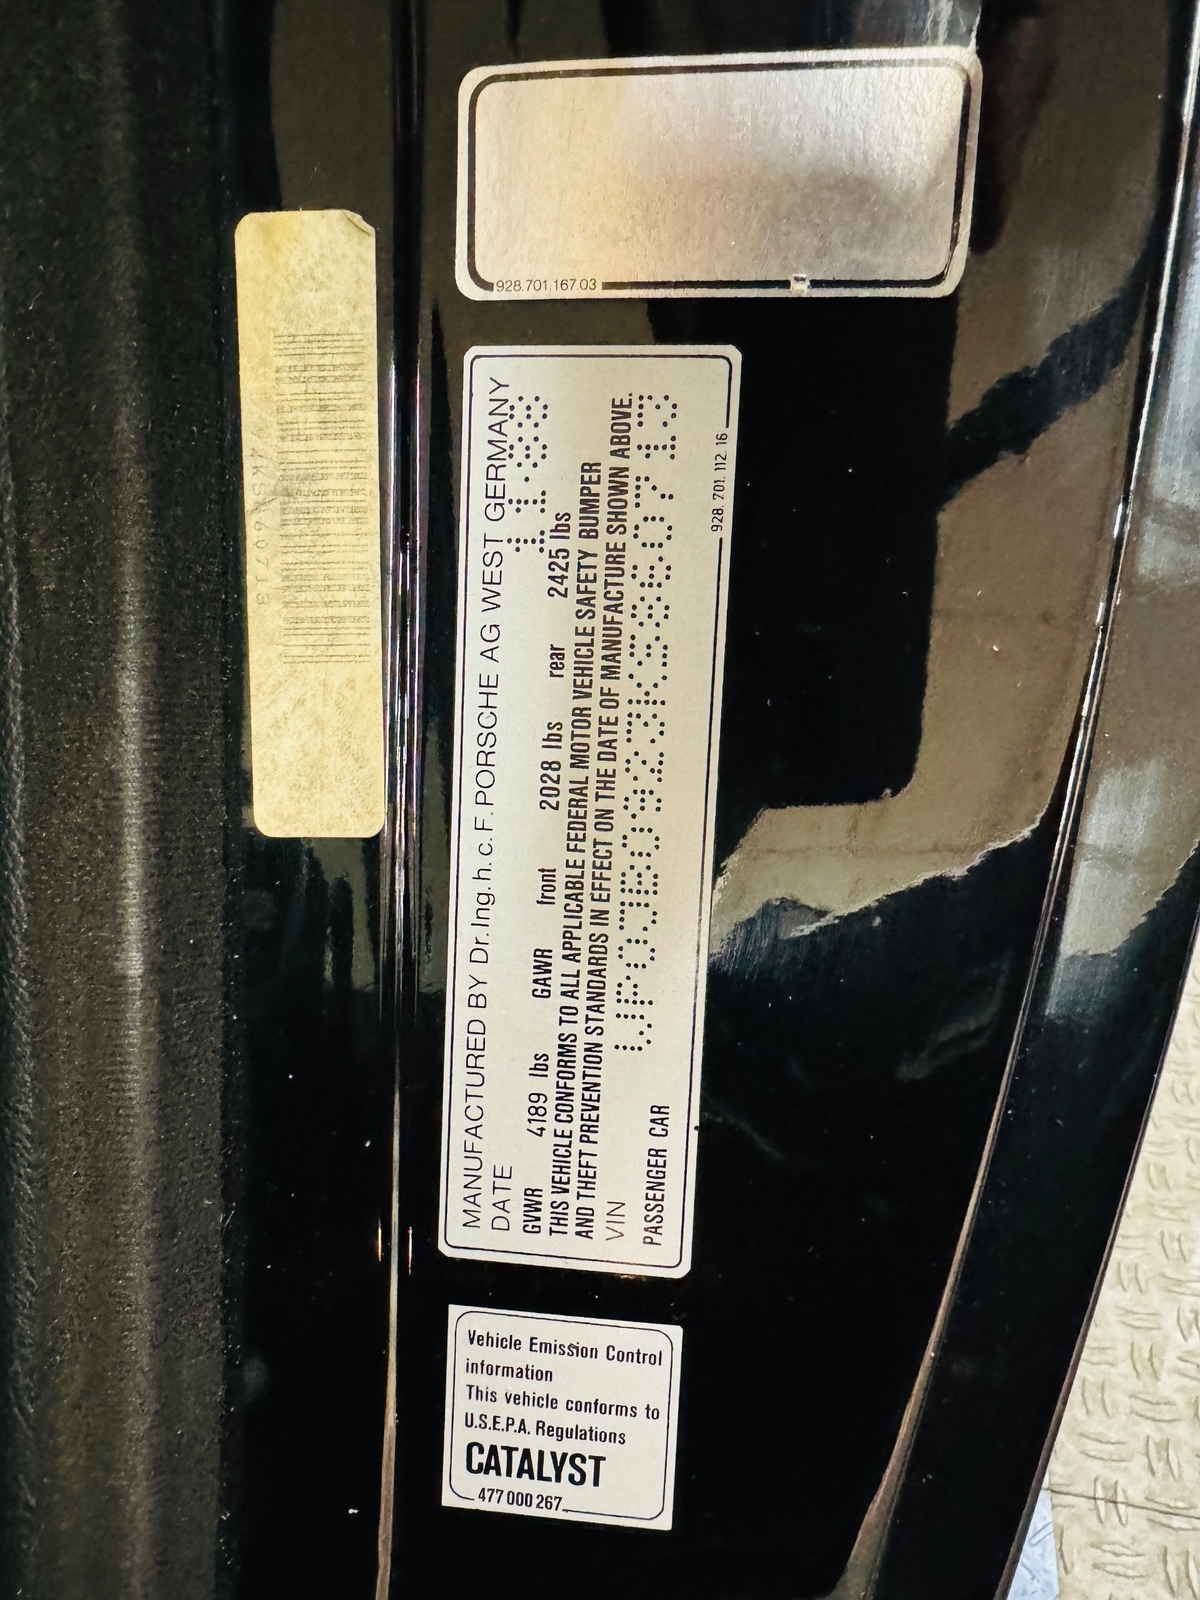 928.701.167.03
MANUFACTURED BY Dr.Ing.h.c.F. PORSCHE AG WEST GERMANY
DATE 11-88
GVWR 4189 lbs GAWR front 2028 lbs rear 2425 lbs
THIS VEHICLE CONFORMS TO ALL APPLICABLE FEDERAL MOTOR VEHICLE SAFETY BUMPER
AND THEFT PREVENTION STANDARDS IN EFFECT ON THE DATE OF MANUFACTURE SHOWN ABOVE.
VIN WP0JB0923KS860713
PASSENGER CAR
928. 701. 112. 16
Vehicle Emission Control
information
This vehicle conforms to
U.S.E.P.A. Regulations
CATALYST
477 000 267